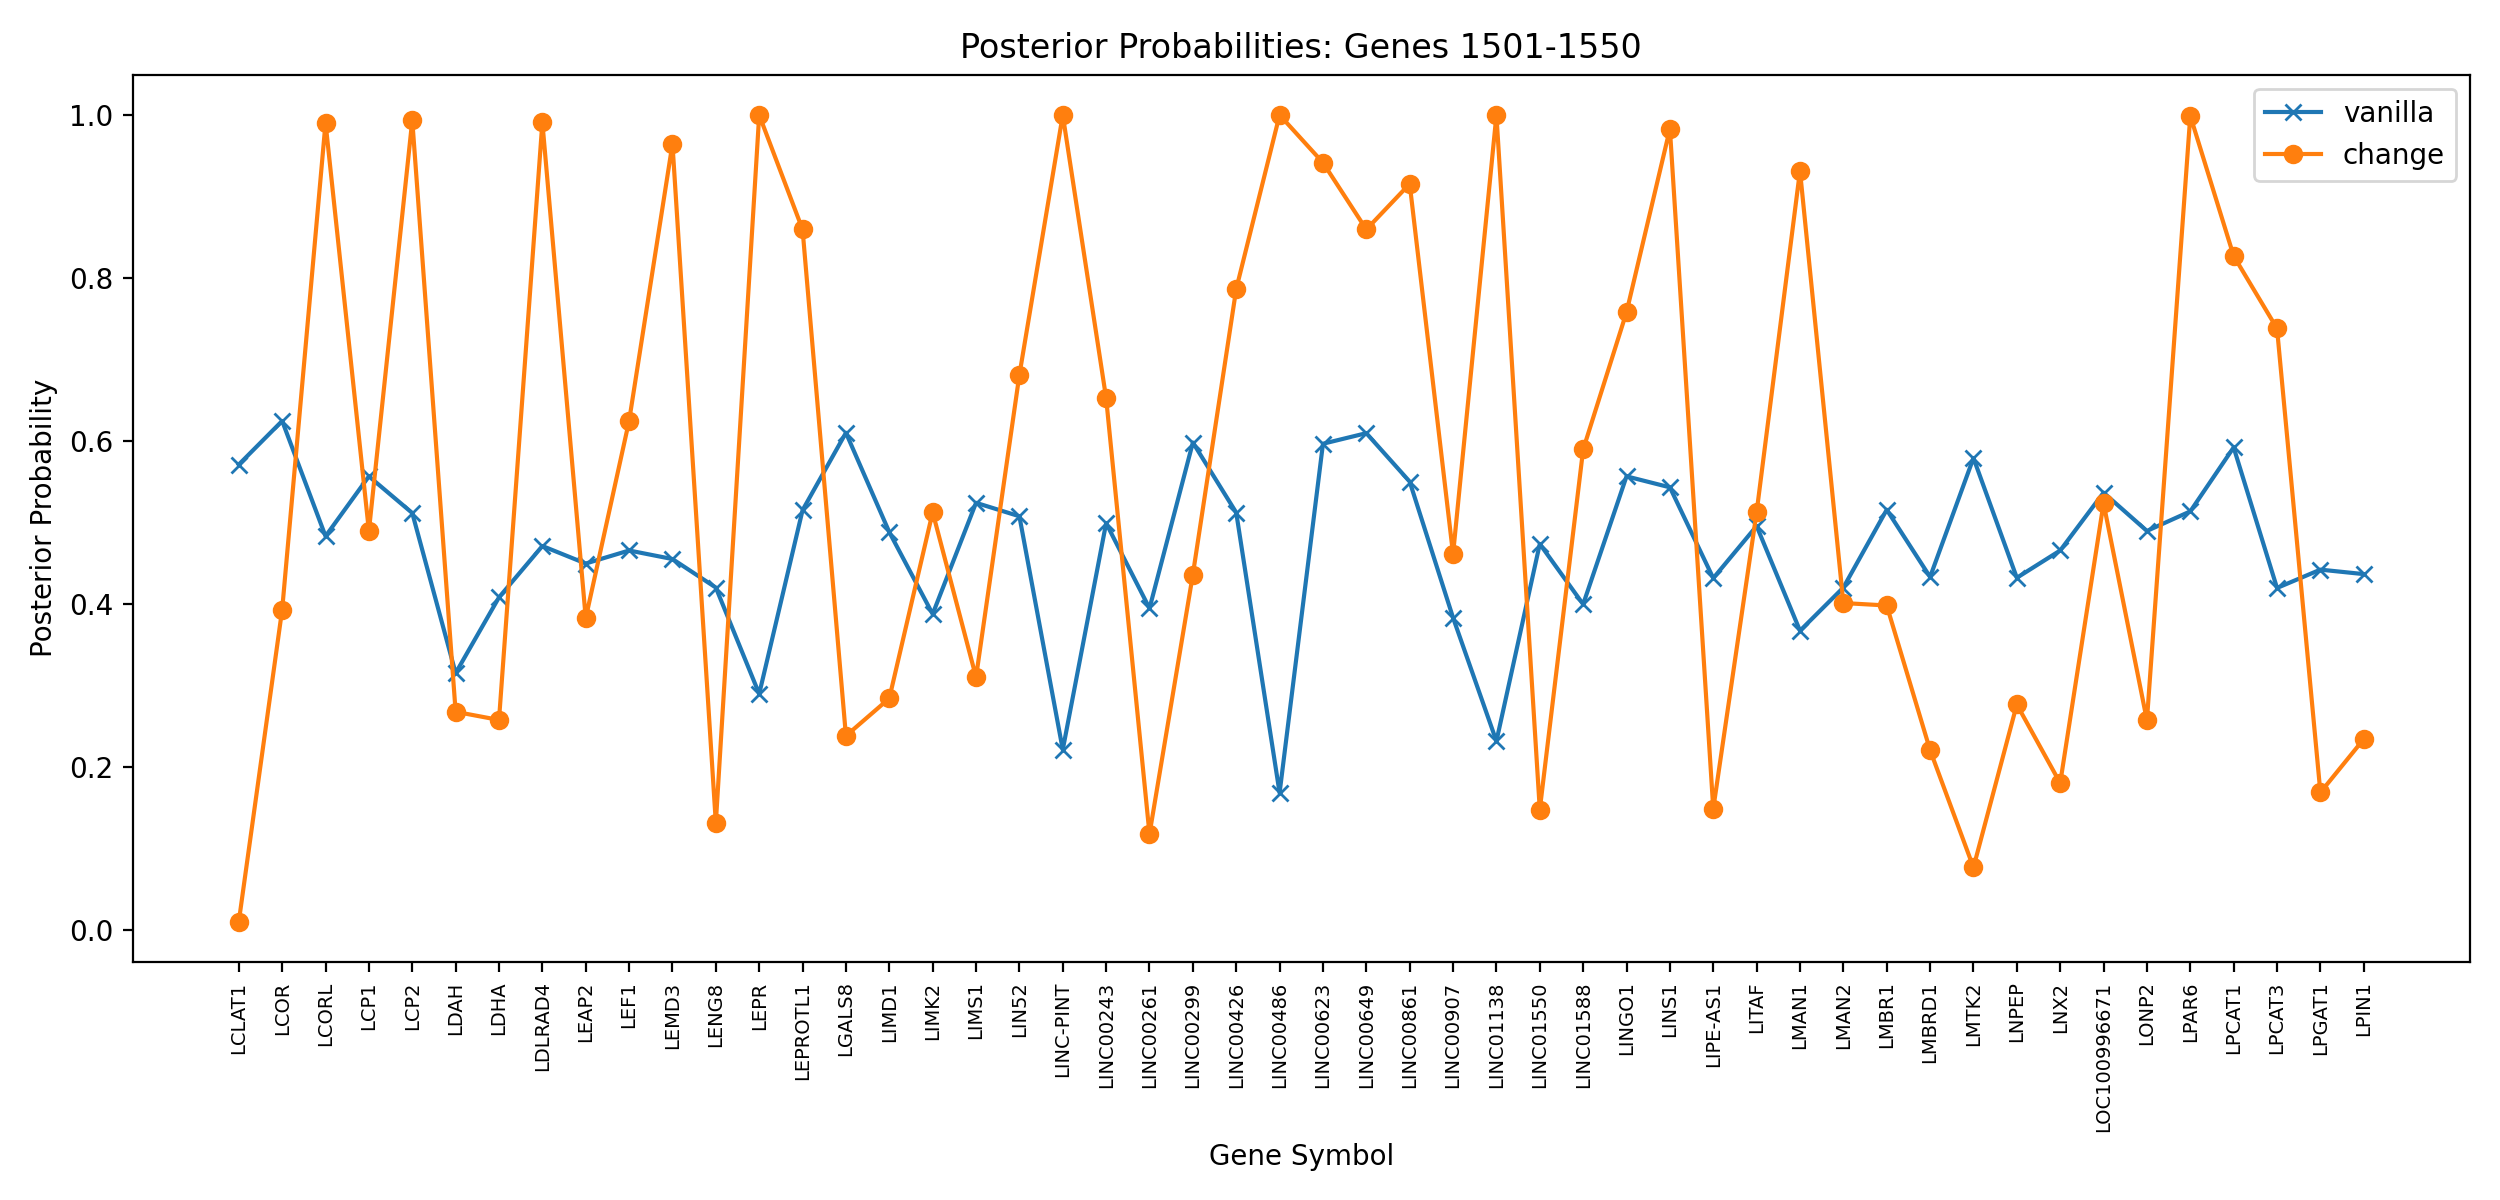 Posterior Probabilities: Genes 1501-1550
vanilla
change
Posterior Probability
1.0
0.8
0.6
0.4
0.2
0.0
LCLAT1
LCOR
LCORL
LCP1
LCP2
LDAH
LDHA
LDLRAD4
LEAP2
LEF1
LEMD3
LENG8
LEPR
LEPROTL1
LGALS8
LIMD1
LIMK2
LIMS1
LIN52
LINC-PINT
LINC00243
LINC00261
LINC00299
LINC00426
LINC00486
LINC00623
LINC00649
LINC00861
LINC00907
LINC01138
LINC01550
LINC01588
LINGO1
LINS1
LIPE-AS1
LITAF
LMAN1
LMAN2
LMBR1
LMBRD1
LMTK2
LNPEP
LNX2
LOC100996671
LONP2
LPAR6
LPCAT1
LPCAT3
LPGAT1
LPIN1
Gene Symbol